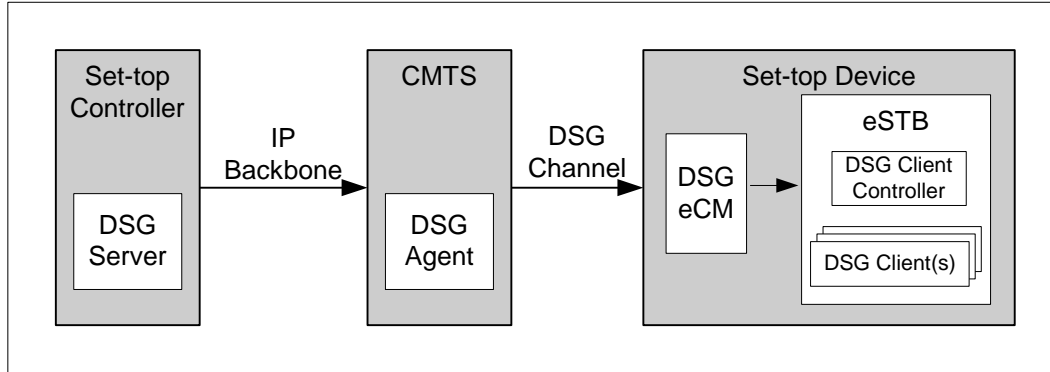 Set-top
Controller
DSG
Server
IP
Backbone
CMTS
DSG
Agent
DSG
Channel
Set-top Device
DSG
eCM
eSTB
DSG Client
Controller
DSG Client(s)